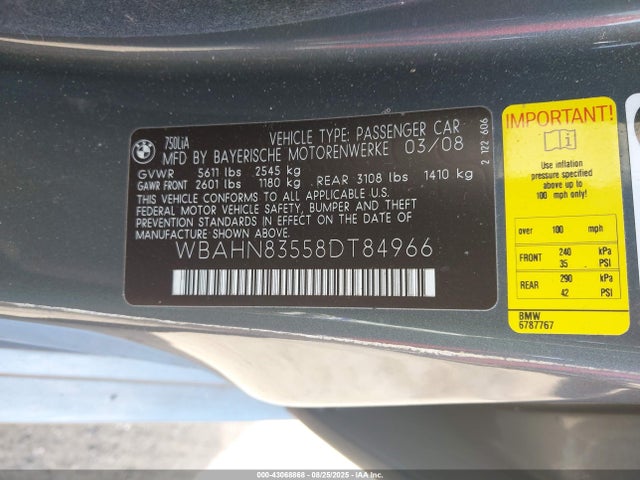 BMW
750LiA
VEHICLE TYPE: PASSENGER CAR
MFD BY BAYERISCHE MOTORENWERKE 03/08
GVWR 5611 lbs 2545 kg
GAWR FRONT 2601 lbs 1180 kg REAR 3108 lbs 1410 kg
THIS VEHICLE CONFORMS TO ALL APPLICABLE U.S.
FEDERAL MOTOR VEHICLE SAFETY, BUMPER AND THEFT
PREVENTION STANDARDS IN EFFECT ON THE DATE OF
MANUFACTURE SHOWN ABOVE.
WBAHN83558DT84966
2 122 606
IMPORTANT!
Use inflation
pressure specified
above for up to
100 mph only!
over 100 mph
FRONT 240 kPa
35 PSI
REAR 290 kPa
42 PSI
BMW
6787767
000-43068868 - 08/25/2025 - IAAI.COM